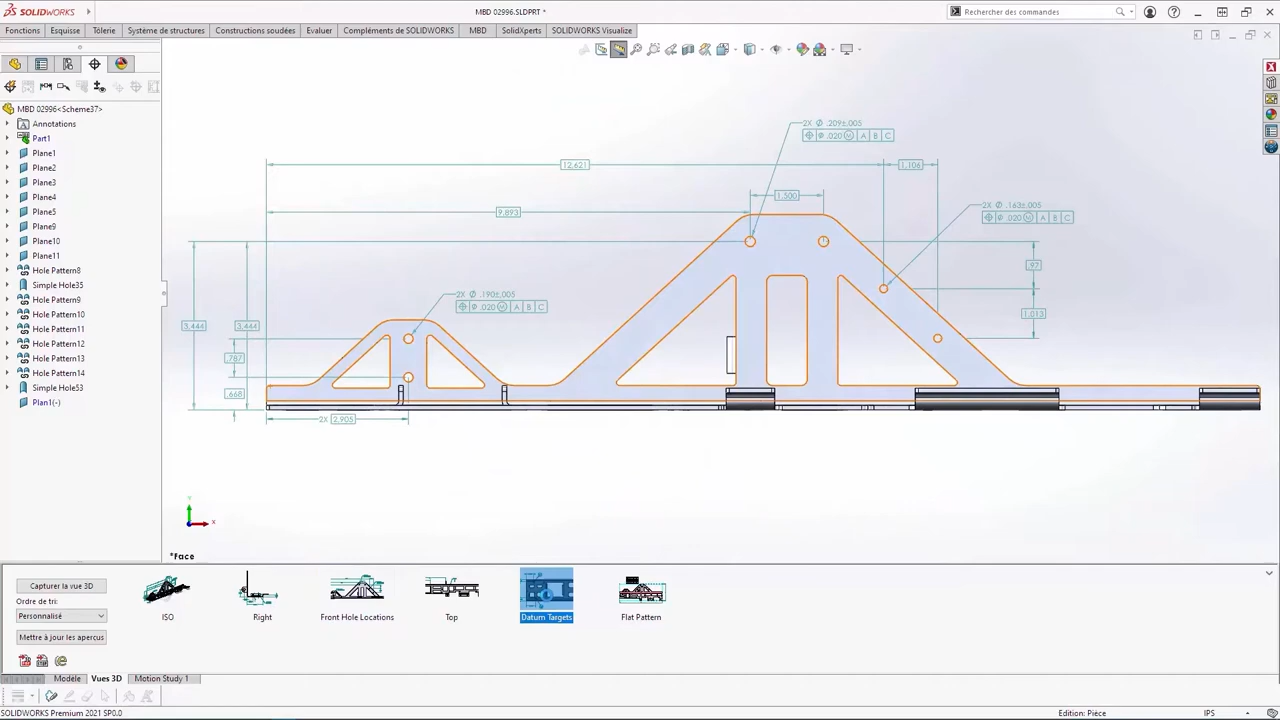 SOLIDWORKS
MBD 02996.SLDPRT *
Rechercher des commandes
Fonctions
Esquisse
Tôlerie
Système de structures
Constructions soudées
Evaluer
Compléments de SOLIDWORKS
MBD
SolidXperts
SOLIDWORKS Visualize
MBD 02996<Scheme37>
Annotations
Part1
Plane1
Plane2
Plane3
Plane4
Plane5
Plane9
Plane10
Plane11
Hole Pattern8
Simple Hole35
Hole Pattern9
Hole Pattern10
Hole Pattern11
Hole Pattern12
Hole Pattern13
Hole Pattern14
Simple Hole53
Plan1(-)
2X Ø .209±.005
⌖ Ø .020 Ⓜ A B C
12.621
1.106
1.500
9.893
2X Ø .163±.005
⌖ Ø .020 Ⓜ A B C
.97
1.013
2X Ø .190±.005
⌖ Ø .020 Ⓜ A B C
3.444
3.444
.787
.668
2X 2.905
Y
X
*Face
Capturer la vue 3D
Ordre de tri:
Personnalisé
Mettre à jour les aperçus
ISO
Right
Front Hole Locations
Top
Datum Targets
Flat Pattern
Modèle
Vues 3D
Motion Study 1
SOLIDWORKS Premium 2021 SP0.0
Edition: Pièce
IPS